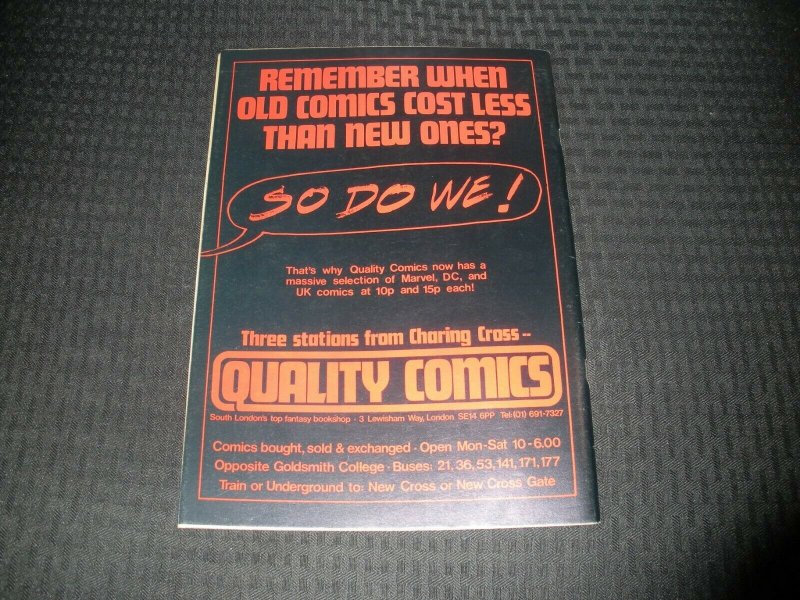 REMEMBER WHEN
OLD COMICS COST LESS
THAN NEW ONES?
SO DO WE!
That's why Quality Comics now has a
massive selection of Marvel, DC, and
UK comics at 10p and 15p each!
Three stations from Charing Cross --
QUALITY COMICS
South London's top fantasy bookshop · 3 Lewisham Way, London SE14 6PP Tel:(01) 691-7327
Comics bought, sold & exchanged · Open Mon-Sat 10-6.00
Opposite Goldsmith College · Buses: 21, 36, 53, 141, 171, 177
Train or Underground to: New Cross or New Cross Gate